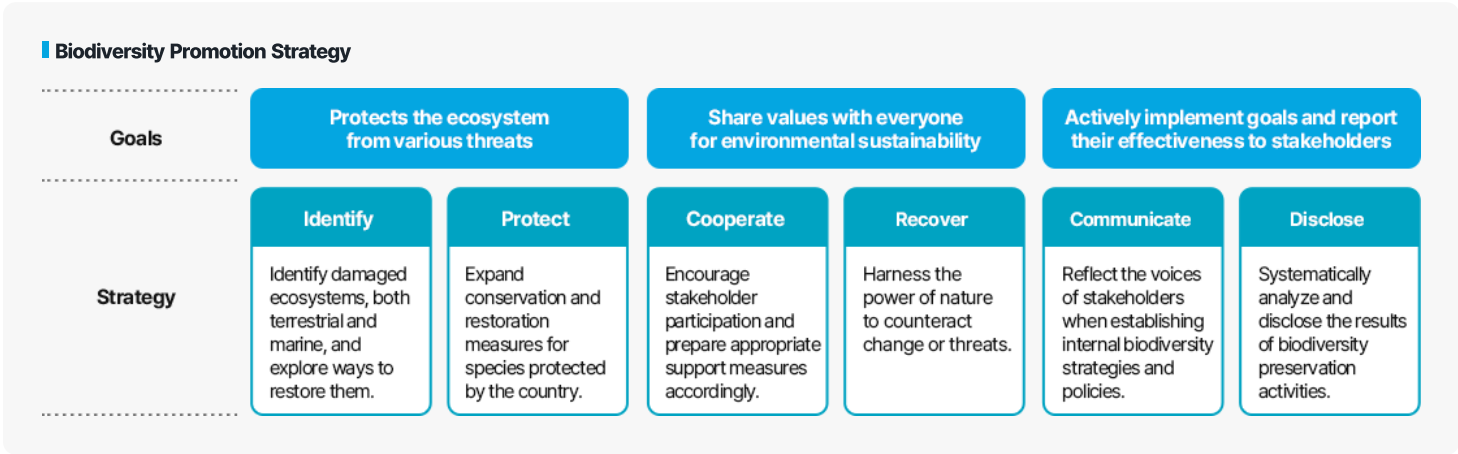 Biodiversity Promotion Strategy
Goals
Protects the ecosystem
from various threats
Share values with everyone
for environmental sustainability
Actively implement goals and report
their effectiveness to stakeholders
Strategy
Identify
Identify damaged
ecosystems, both
terrestrial and
marine, and
explore ways to
restore them.
Protect
Expand
conservation and
restoration
measures for
species protected
by the country.
Cooperate
Encourage
stakeholder
participation and
prepare appropriate
support measures
accordingly.
Recover
Harness the
power of nature
to counteract
change or threats.
Communicate
Reflect the voices
of stakeholders
when establishing
internal biodiversity
strategies and
policies.
Disclose
Systematically
analyze and
disclose the results
of biodiversity
preservation
activities.